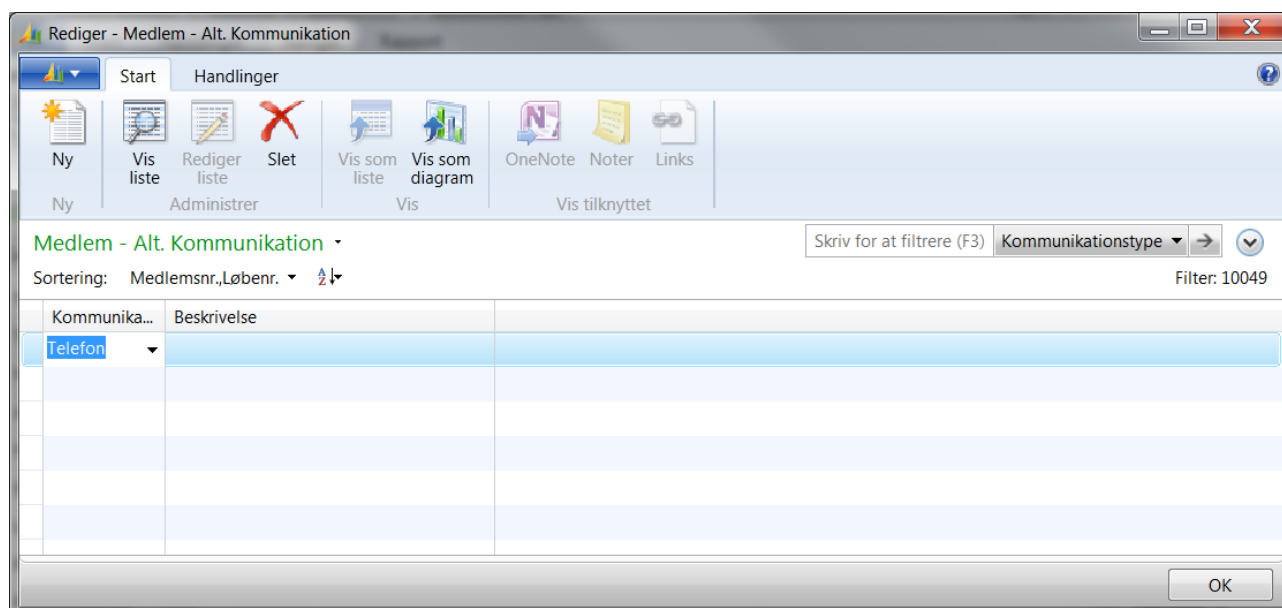 Rediger - Medlem - Alt. Kommunikation
Start Handlinger
Ny Vis liste Rediger liste Slet Vis som liste Vis som diagram OneNote Noter Links
Ny Administrer Vis Vis tilknyttet
Medlem - Alt. Kommunikation Skriv for at filtrere (F3) Kommunikationstype
Sortering: Medlemsnr.,Løbenr. Filter: 10049
Kommunika... Beskrivelse
Telefon
OK